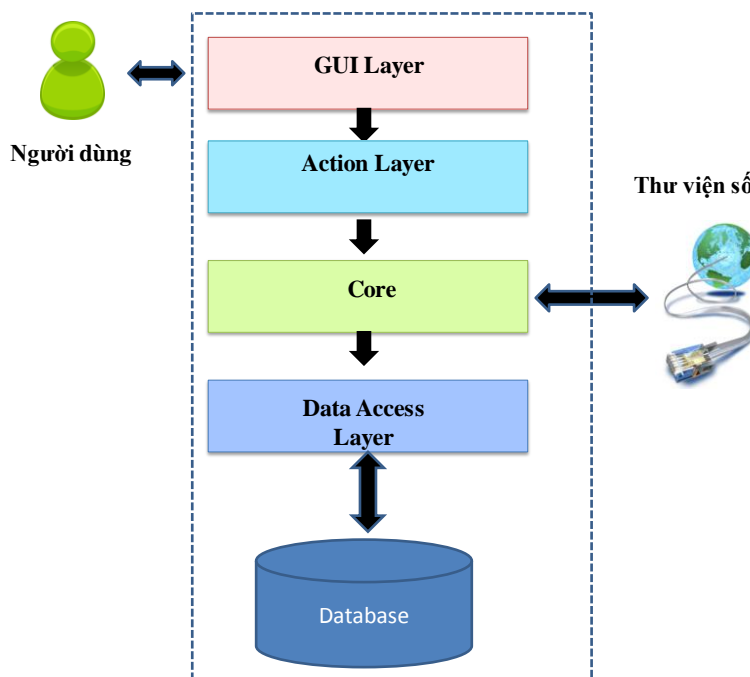 GUI Layer
Người dùng
Action Layer
Thư viện số
Core
Data Access
Layer
Database